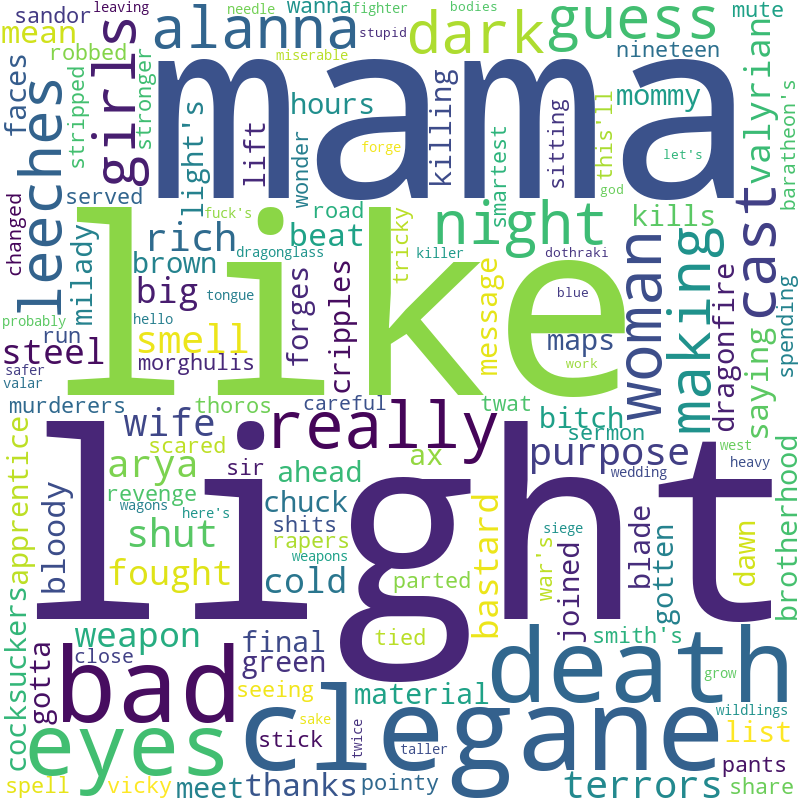 leaving needle wanna fighter bodies
sandor alanna dark guess mute
mean robbed mama stupid nineteen
miserable
faces leeches stripped girls stronger
light's hours lift wonder killing smartest sitting this'll mommy valyrian baratheon's
forge let's god
served fuck's road night kills
changed milady rich beat tricky woman making cast
brown dragonglass killer dothraki
like
big tongue forges cripples message blue maps dragonfire saying spending
probably hello smell
run steel morghulis work
safer valar
murderers thoros careful twat bitch
wife really sermon west
apprentice scared sir ax purpose wedding heavy
arya ahead
revenge chuck
wagons here's shits
bloody shut rapers weapons bastard siege blade brotherhood
light
fought cold parted war's joined gotten dawn
cocksuckers weapon final tied smith's
gotta close green death
bad seeing material grow
eyes clegane sake wildlings
stick twice taller list
pants
spell vicky meet thanks pointy terrors share